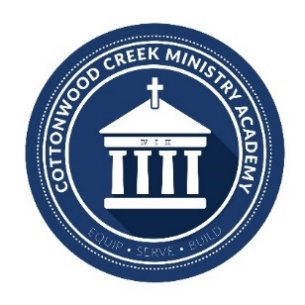 COTTONWOOD CREEK MINISTRY ACADEMY
EQUIP • SERVE • BUILD